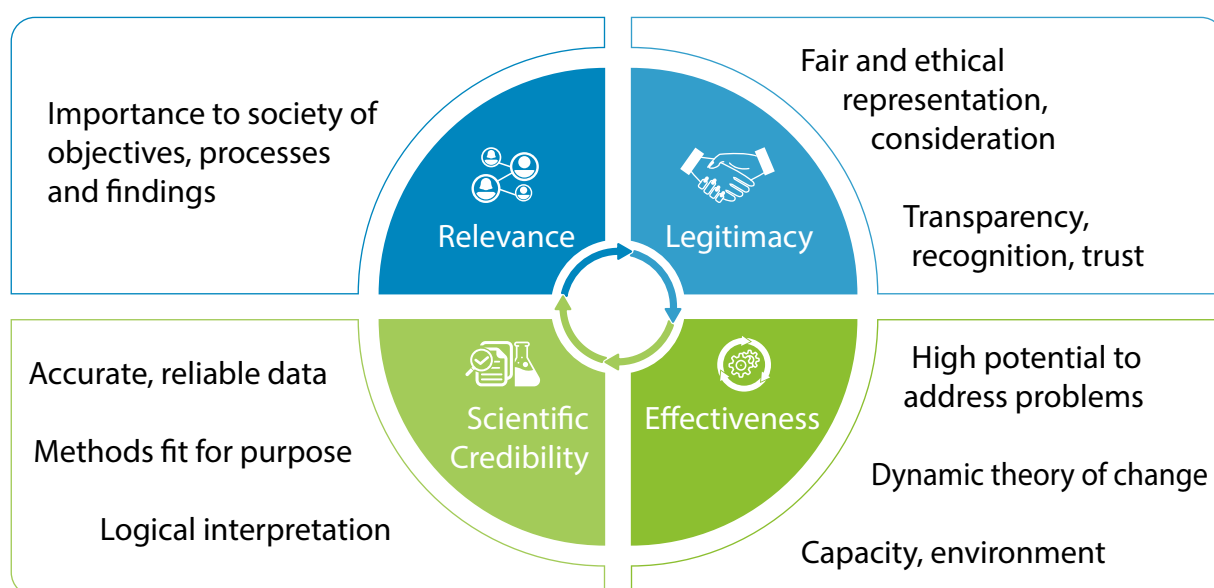 Importance to society of
objectives, processes
and findings
Relevance
Legitimacy
Fair and ethical
representation,
consideration
Transparency,
recognition, trust
Accurate, reliable data
Methods fit for purpose
Logical interpretation
Scientific
Credibility
Effectiveness
High potential to
address problems
Dynamic theory of change
Capacity, environment